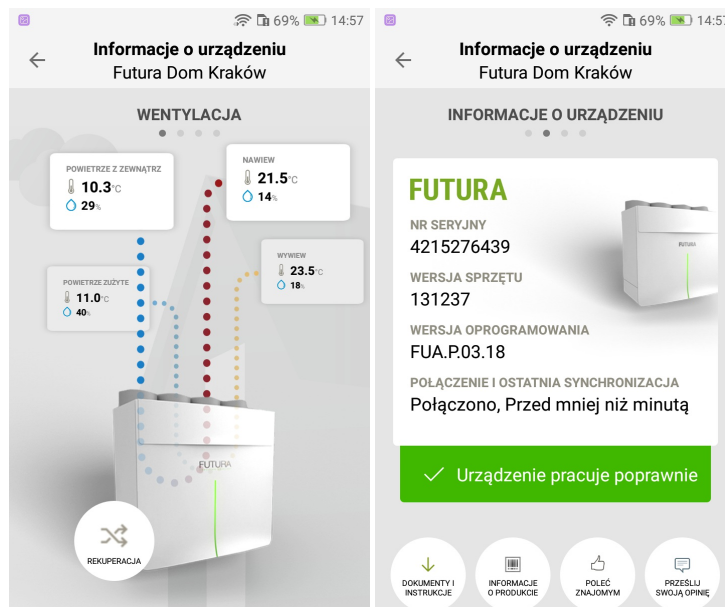 69% 14:57
Informacje o urządzeniu
Futura Dom Kraków
WENTYLACJA
POWIETRZE Z ZEWNĄTRZ
10.3°C
29%
NAWIEW
21.5°C
14%
WYWIEW
23.5°C
18%
POWIETRZE ZUŻYTE
11.0°C
40%
FUTURA
REKUPERACJA
69% 14:57
Informacje o urządzeniu
Futura Dom Kraków
INFORMACJE O URZĄDZENIU
FUTURA
NR SERYJNY
4215276439
WERSJA SPRZĘTU
131237
WERSJA OPROGRAMOWANIA
FUA.P.03.18
POŁĄCZENIE I OSTATNIA SYNCHRONIZACJA
Połączono, Przed mniej niż minutą
FUTURA
Urządzenie pracuje poprawnie
DOKUMENTY I
INSTRUKCJE
INFORMACJE
O PRODUKCIE
POLEĆ
ZNAJOMYM
PRZEŚLIJ
SWOJĄ OPINIĘ